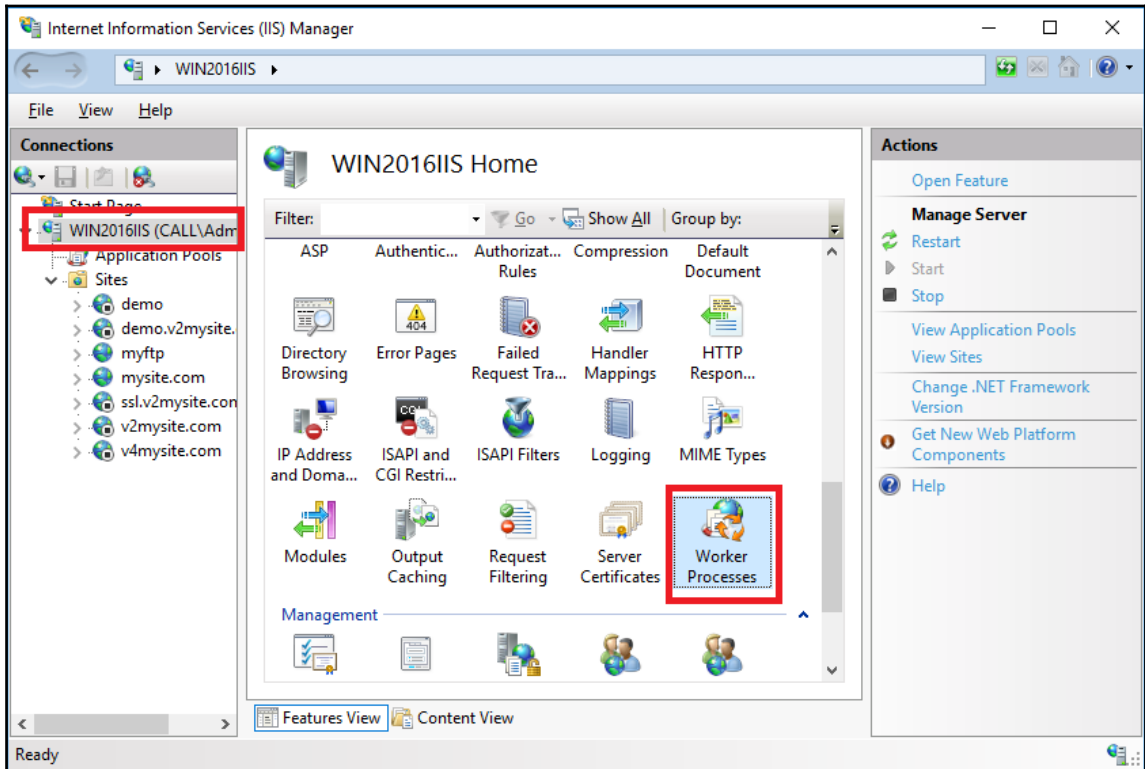 Internet Information Services (IIS) Manager
WIN2016IIS
File View Help
Connections
Start Page
WIN2016IIS (CALL\Adm
Application Pools
Sites
demo
demo.v2mysite.
myftp
mysite.com
ssl.v2mysite.con
v2mysite.com
v4mysite.com
WIN2016IIS Home
Filter: Go Show All Group by:
ASP Authentic... Authorizat... Compression Default
Rules Document
404
Directory Error Pages Failed Handler HTTP
Browsing Request Tra... Mappings Respon...
CGI
IP Address ISAPI and ISAPI Filters Logging MIME Types
and Doma... CGI Restri...
Modules Output Request Server Worker
Caching Filtering Certificates Processes
Management
Features View Content View
Actions
Open Feature
Manage Server
Restart
Start
Stop
View Application Pools
View Sites
Change .NET Framework
Version
Get New Web Platform
Components
Help
Ready